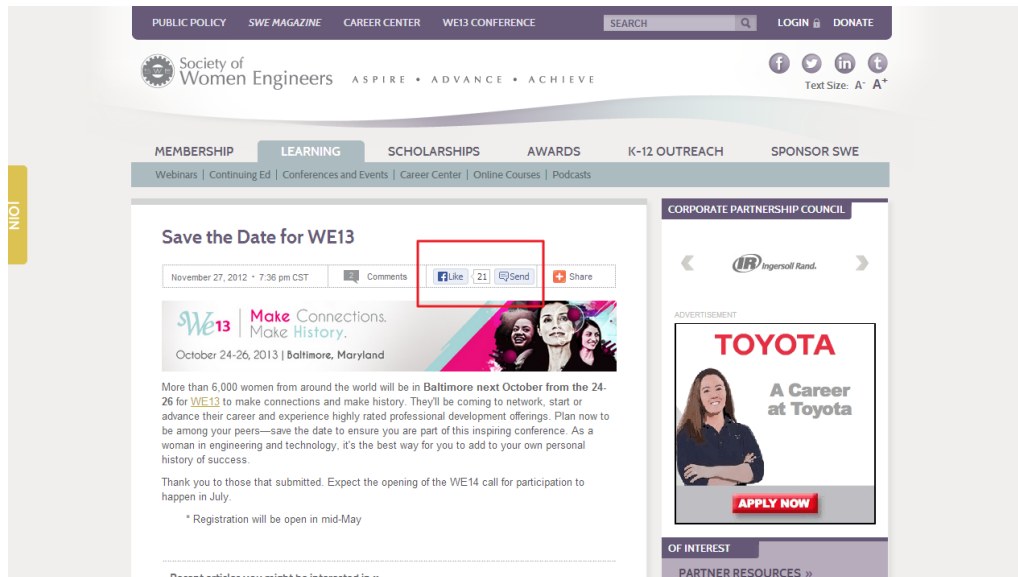 PUBLIC POLICY SWE MAGAZINE CAREER CENTER WE13 CONFERENCE SEARCH LOGIN DONATE
Society of
Women Engineers ASPIRE • ADVANCE • ACHIEVE
Text Size: A- A+
MEMBERSHIP LEARNING SCHOLARSHIPS AWARDS K-12 OUTREACH SPONSOR SWE
Webinars | Continuing Ed | Conferences and Events | Career Center | Online Courses | Podcasts
JOIN
Save the Date for WE13
November 27, 2012 • 7:36 pm CST 2 Comments Like 21 Send Share
SWe13 Make Connections.
Make History.
October 24-26, 2013 | Baltimore, Maryland
More than 6,000 women from around the world will be in Baltimore next October from the 24-
26 for WE13 to make connections and make history. They'll be coming to network, start or
advance their career and experience highly rated professional development offerings. Plan now to
be among your peers—save the date to ensure you are part of this inspiring conference. As a
woman in engineering and technology, it's the best way for you to add to your own personal
history of success.
Thank you to those that submitted. Expect the opening of the WE14 call for participation to
happen in July.
* Registration will be open in mid-May
CORPORATE PARTNERSHIP COUNCIL
IR Ingersoll Rand.
ADVERTISEMENT
TOYOTA
A Career
at Toyota
APPLY NOW
OF INTEREST
PARTNER RESOURCES »
Recent articles you might be interested in »